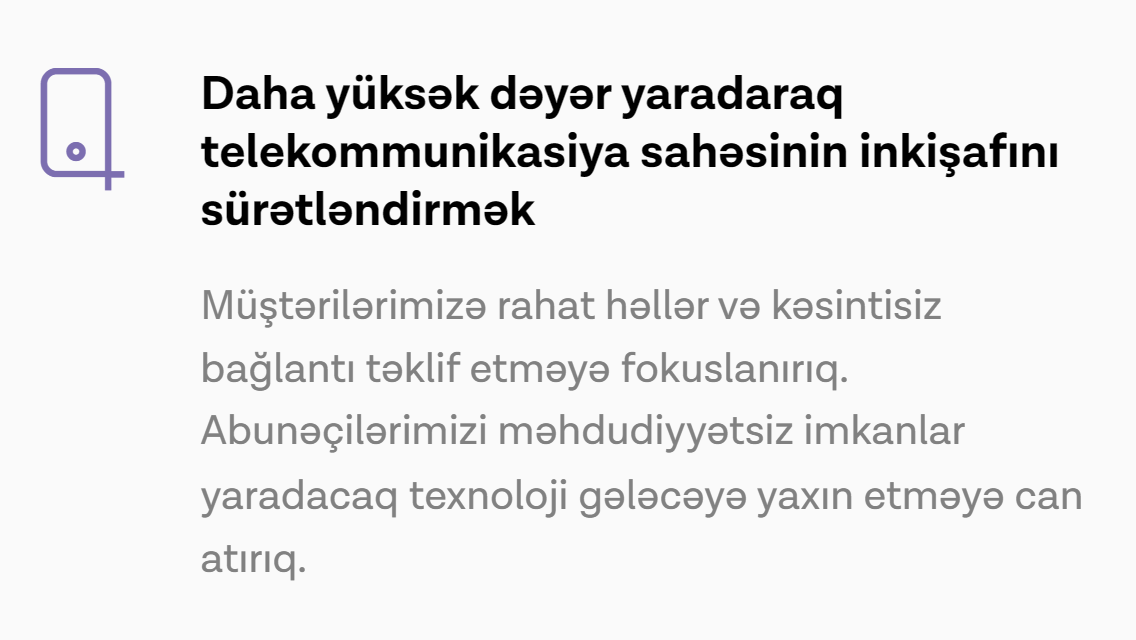 Daha yüksək dəyər yaradaraq
telekommunikasiya sahəsinin inkişafını
sürətləndirmək
Müştərilərimizə rahat həllər və kəsintisiz
bağlantı təklif etməyə fokuslanırıq.
Abunəçilərimizi məhdudiyyətsiz imkanlar
yaradacaq texnoloji gələcəyə yaxın etməyə can
atırıq.